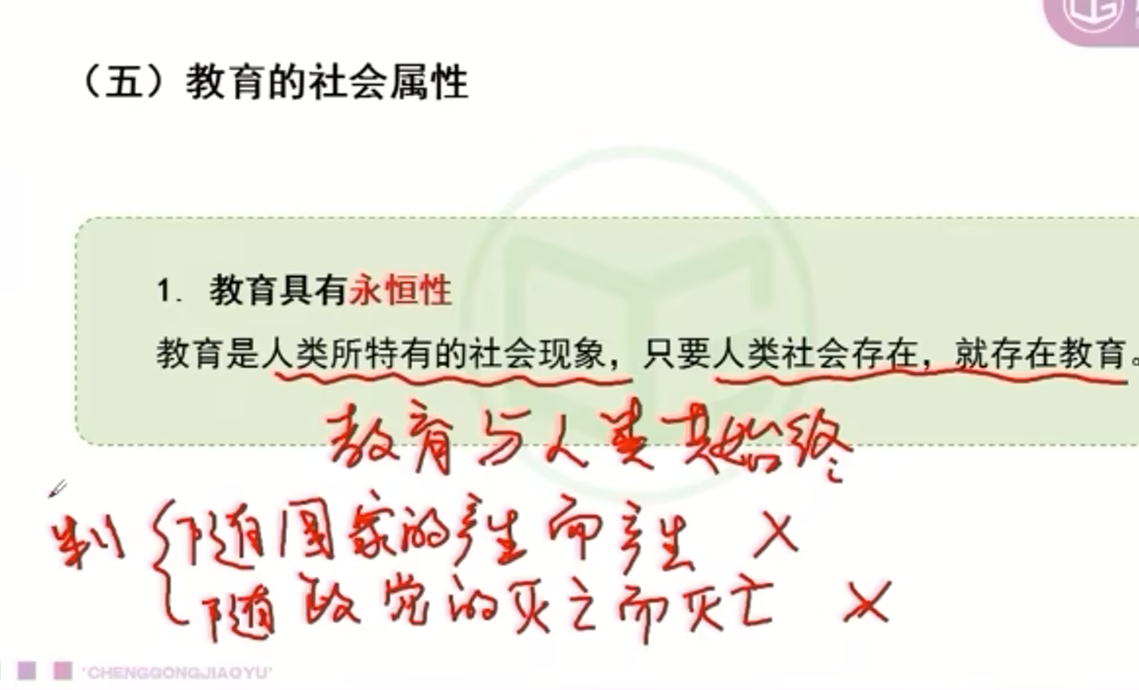 （五）教育的社会属性
1. 教育具有永恒性
教育是人类所特有的社会现象，只要人类社会存在，就存在教育。
教育与人类共始终
判 随国家的产生而产生 ×
随政党的灭亡而灭亡 ×
'CHENGGONGJIAOYU'